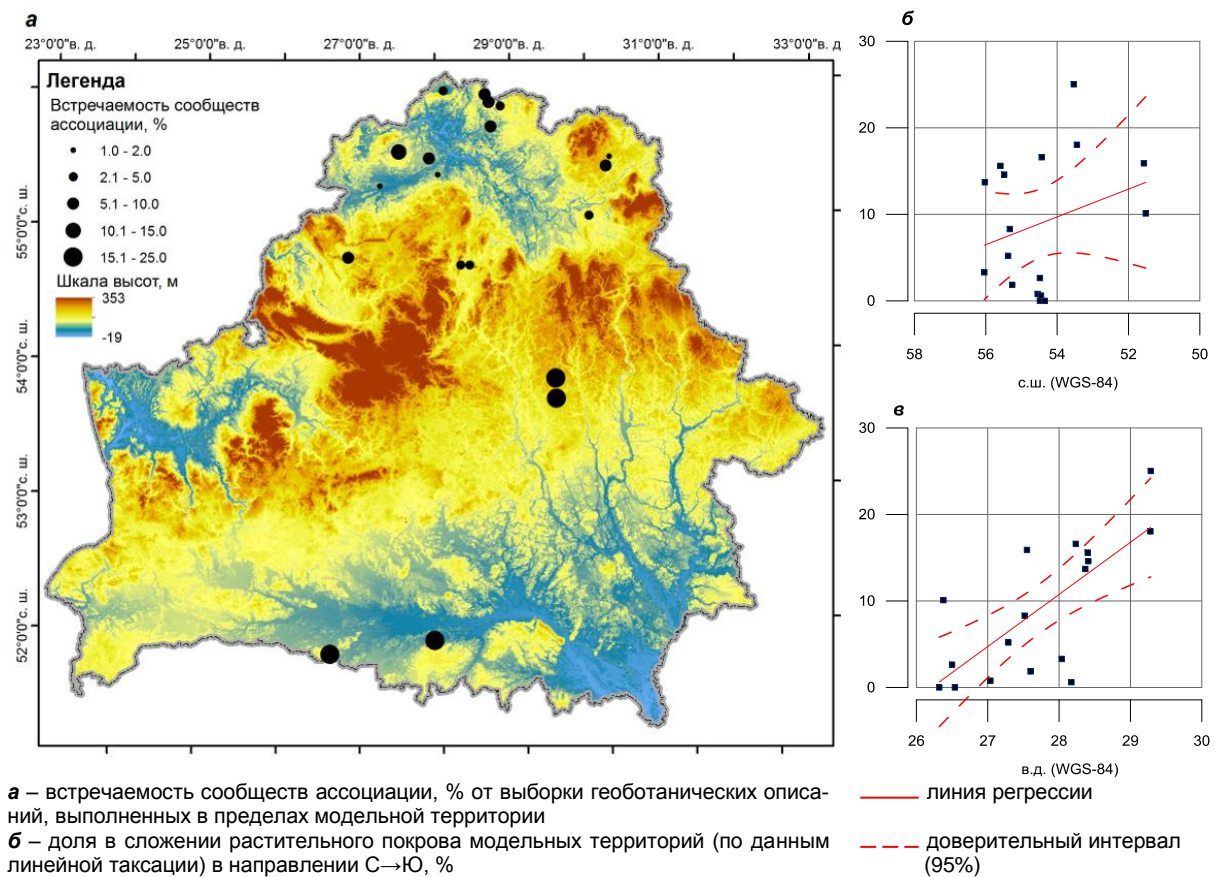 а
23°0'0"в. д. 25°0'0"в. д. 27°0'0"в. д. 29°0'0"в. д. 31°0'0"в. д. 33°0'0"в. д
Легенда
Встречаемость сообществ
ассоциации, %
1.0 - 2.0
2.1 - 5.0
5.1 - 10.0
10.1 - 15.0
15.1 - 25.0
Шкала высот, м
353
-19
55°0'0"с. ш.
54°0'0"с. ш.
53°0'0"с. ш.
52°0'0"с. ш.
б
30
20
10
0
58 56 54 52 50
с.ш. (WGS-84)
в
30
20
10
0
26 27 28 29 30
в.д. (WGS-84)
а – встречаемость сообществ ассоциации, % от выборки геоботанических описа-
ний, выполненных в пределах модельной территории
б – доля в сложении растительного покрова модельных территорий (по данным
линейной таксации) в направлении С→Ю, %
линия регрессии
доверительный интервал
(95%)